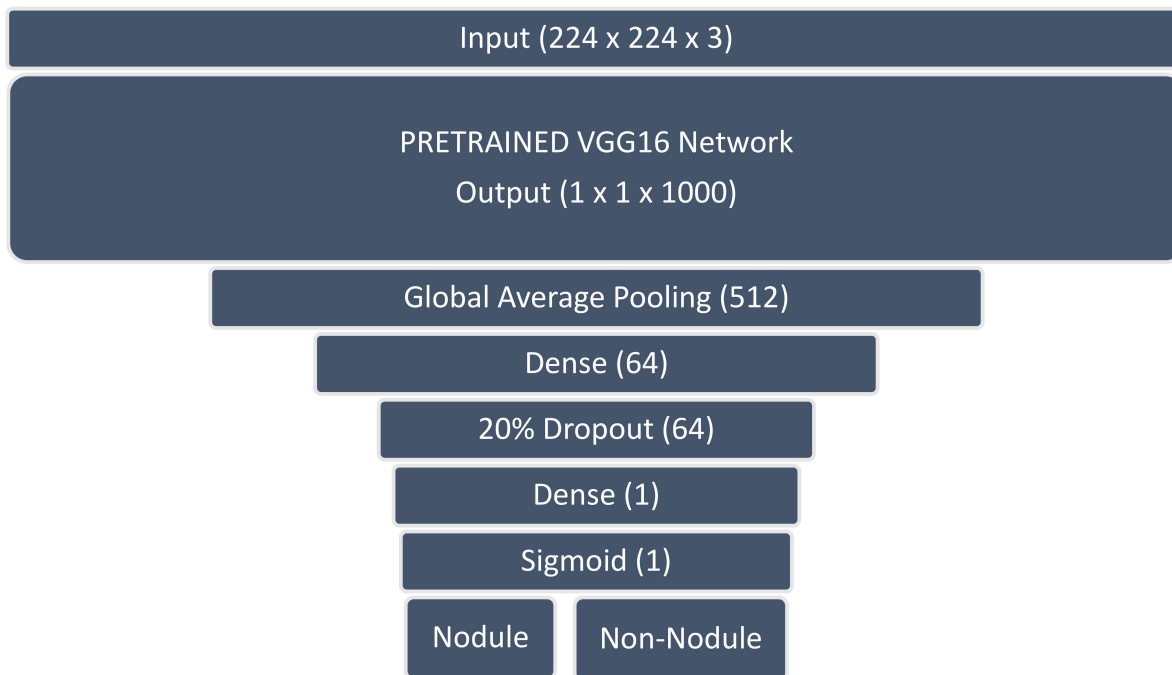 Input (224 x 224 x 3)
PRETRAINED VGG16 Network
Output (1 x 1 x 1000)
Global Average Pooling (512)
Dense (64)
20% Dropout (64)
Dense (1)
Sigmoid (1)
Nodule
Non-Nodule